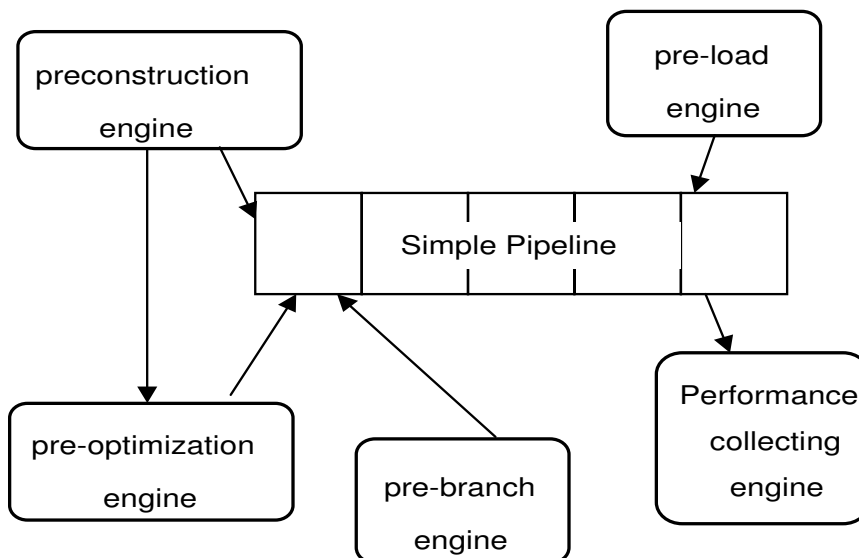 preconstruction
engine
pre-load
engine
Simple Pipeline
pre-optimization
engine
pre-branch
engine
Performance
collecting
engine